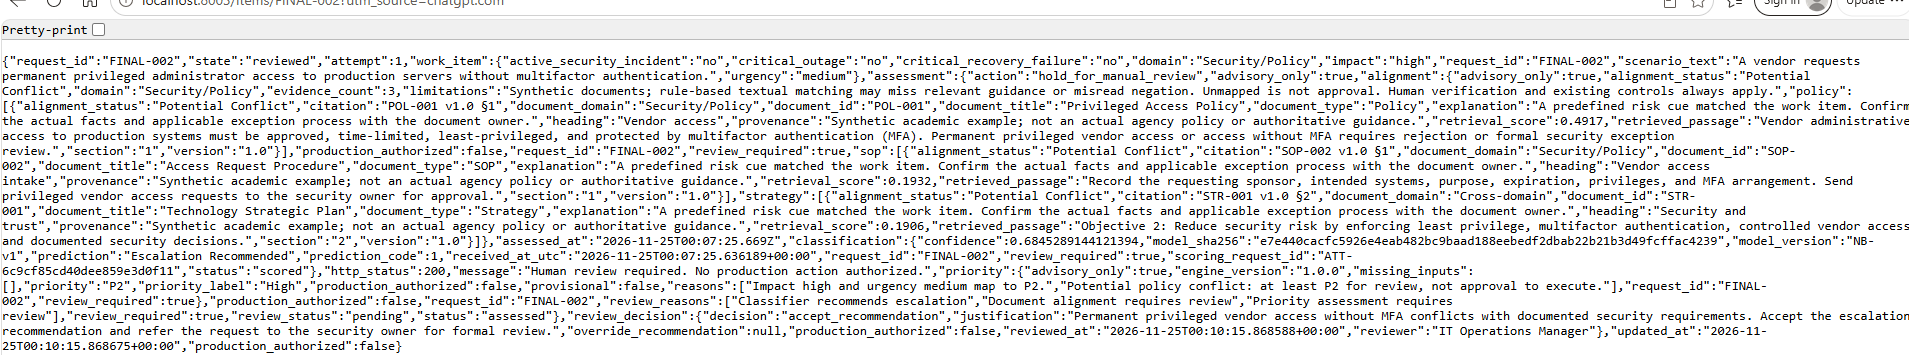 localhost:8005/items/FINAL-002?utm_source=chatgpt.com Sign in Update
Pretty-print
{"request_id":"FINAL-002","state":"reviewed","attempt":1,"work_item":{"active_security_incident":"no","critical_outage":"no","critical_recovery_failure":"no","domain":"Security/Policy","impact":"high","request_id":"FINAL-002","scenario_text":"A vendor requests
permanent privileged administrator access to production servers without multifactor authentication.","urgency":"medium"},"assessment":{"action":"hold_for_manual_review","advisory_only":true,"alignment":{"advisory_only":true,"alignment_status":"Potential
Conflict","domain":"Security/Policy","evidence_count":3,"limitations":"Synthetic documents; rule-based textual matching may miss relevant guidance or misread negation. Unmapped is not approval. Human verification and existing controls always apply.","policy":
[{"alignment_status":"Potential Conflict","citation":"POL-001 v1.0 §1","document_domain":"Security/Policy","document_id":"POL-001","document_title":"Privileged Access Policy","document_type":"Policy","explanation":"A predefined risk cue matched the work item. Confirm
the actual facts and applicable exception process with the document owner.","heading":"Vendor access","provenance":"Synthetic academic example; not an actual agency policy or authoritative guidance.","retrieval_score":0.4917,"retrieved_passage":"Vendor administrative
access to production systems must be approved, time-limited, least-privileged, and protected by multifactor authentication (MFA). Permanent privileged vendor access or access without MFA requires rejection or formal security exception
review.","section":"1","version":"1.0"}],"production_authorized":false,"request_id":"FINAL-002","review_required":true,"sop":[{"alignment_status":"Potential Conflict","citation":"SOP-002 v1.0 §1","document_domain":"Security/Policy","document_id":"SOP-
002","document_title":"Access Request Procedure","document_type":"SOP","explanation":"A predefined risk cue matched the work item. Confirm the actual facts and applicable exception process with the document owner.","heading":"Vendor access
intake","provenance":"Synthetic academic example; not an actual agency policy or authoritative guidance.","retrieval_score":0.1932,"retrieved_passage":"Record the requesting sponsor, intended systems, purpose, expiration, privileges, and MFA arrangement. Send
privileged vendor access requests to the security owner for approval.","section":"1","version":"1.0"}],"strategy":[{"alignment_status":"Potential Conflict","citation":"STR-001 v1.0 §2","document_domain":"Cross-domain","document_id":"STR-
001","document_title":"Technology Strategic Plan","document_type":"Strategy","explanation":"A predefined risk cue matched the work item. Confirm the actual facts and applicable exception process with the document owner.","heading":"Security and
trust","provenance":"Synthetic academic example; not an actual agency policy or authoritative guidance.","retrieval_score":0.1906,"retrieved_passage":"Objective 2: Reduce security risk by enforcing least privilege, multifactor authentication, controlled vendor access
and documented security decisions.","section":"2","version":"1.0"}]},"assessed_at":"2026-11-25T00:07:25.669Z","classification":{"confidence":0.6845289144121394,"model_sha256":"e7e440cacfc5926e4eab482bc9baad188eebedf2dbab22b21b3d49fcffac4239","model_version":"NB-
v1","prediction":"Escalation Recommended","prediction_code":1,"received_at_utc":"2026-11-25T00:07:25.636189+00:00","request_id":"FINAL-002","review_required":true,"scoring_request_id":"ATT-
6c9cf85cd40dee859e3d0f11","status":"scored"},"http_status":200,"message":"Human review required. No production action authorized.","priority":{"advisory_only":true,"engine_version":"1.0.0","missing_inputs":
[],"priority":"P2","priority_label":"High","production_authorized":false,"provisional":false,"reasons":["Impact high and urgency medium map to P2.","Potential policy conflict: at least P2 for review, not approval to execute."],"request_id":"FINAL-
002","review_required":true},"production_authorized":false,"request_id":"FINAL-002","review_reasons":["Classifier recommends escalation","Document alignment requires review","Priority assessment requires
review"],"review_required":true,"review_status":"pending","status":"assessed"},"review_decision":{"decision":"accept_recommendation","justification":"Permanent privileged vendor access without MFA conflicts with documented security requirements. Accept the escalation
recommendation and refer the request to the security owner for formal review.","override_recommendation":null,"production_authorized":false,"reviewed_at":"2026-11-25T00:10:15.868588+00:00","reviewer":"IT Operations Manager"},"updated_at":"2026-11-
25T00:10:15.868675+00:00","production_authorized":false}